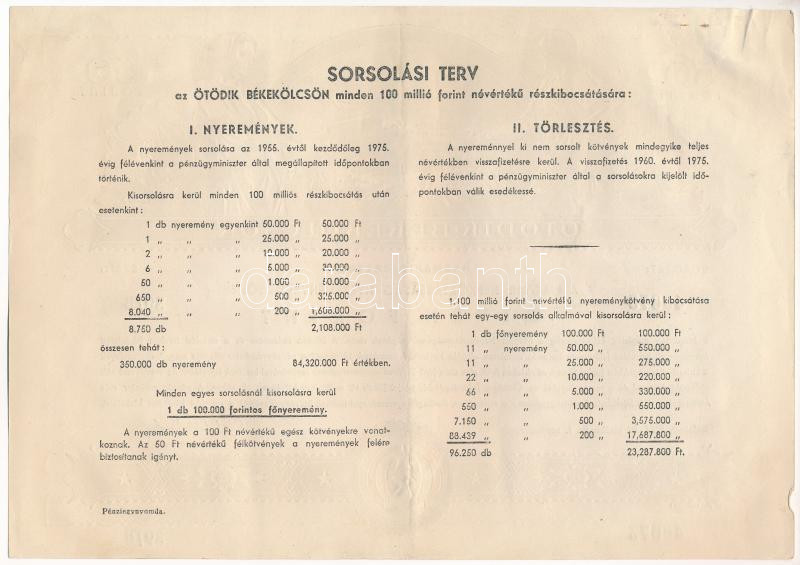 SORSOLÁSI TERV
az ÖTÖDIK BÉKEKÖLCSÖN minden 100 millió forint névértékű részkibocsátására:
I. NYEREMÉNYEK.
A nyeremények sorsolása az 1956. évtől kezdődőleg 1975.
évig félévenkint a pénzügyminiszter által megállapított időpontokban
történik.
Kisorsolásra kerül minden 100 milliós részkibocsátás után
esetenkint:
1 db nyeremény egyenkint 50.000 Ft 50.000 Ft
1 „ „ „ 25.000 „ 25.000 „
2 „ „ „ 10.000 „ 20.000 „
6 „ „ „ 5.000 „ 30.000 „
50 „ „ „ 1.000 „ 50.000 „
650 „ „ „ 500 „ 325.000 „
8.040 „ „ „ 200 „ 1,608.000 „
8.750 db 2,108.000 Ft
összesen tehát:
350.000 db nyeremény 84,320.000 Ft értékben.
Minden egyes sorsolásnál kisorsolásra kerül
1 db 100.000 forintos főnyeremény.
A nyeremények a 100 Ft névértékű egész kötvényekre vonat-
koznak. Az 50 Ft névértékű félkötvények a nyeremények felére
biztosítanak igényt.
Pénzjegynyomda.
II. TÖRLESZTÉS.
A nyereménnyel ki nem sorsolt kötvények mindegyike teljes
névértékben visszafizetésre kerül. A visszafizetés 1960. évtől 1975.
évig félévenkint a pénzügyminiszter által a sorsolásokra kijelölt idő-
pontokban válik esedékessé.
1.100 millió forint névértékű nyereménykötvény kibocsátása
esetén tehát egy-egy sorsolás alkalmával kisorsolásra kerül:
1 db főnyeremény 100.000 Ft 100.000 Ft
11 „ nyeremény 50.000 „ 550.000 „
11 „ „ 25.000 „ 275.000 „
22 „ „ 10.000 „ 220.000 „
66 „ „ 5.000 „ 330.000 „
550 „ „ 1.000 „ 550.000 „
7.150 „ „ 500 „ 3,575.000 „
88.439 „ „ 200 „ 17,687.800 „
96.250 db 23,287.800 Ft.
darabanth